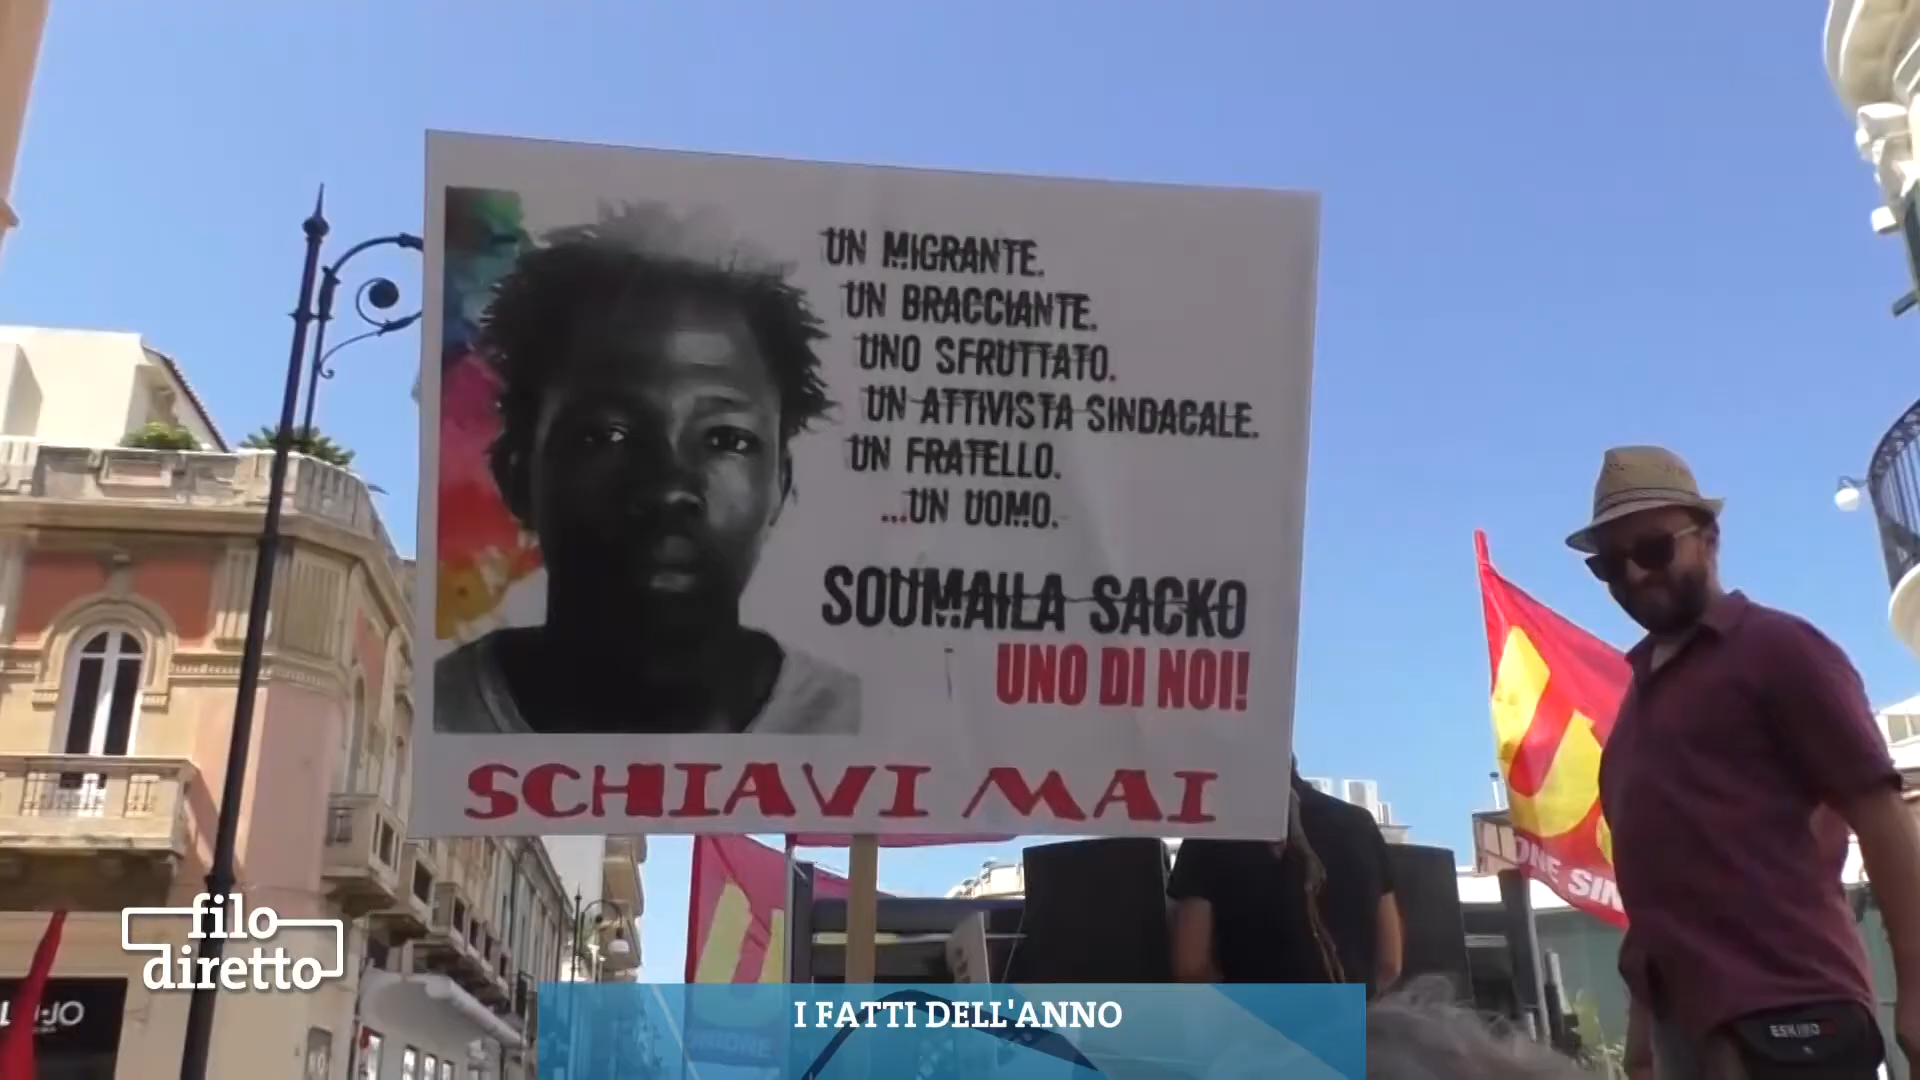 UN MIGRANTE.
UN BRACCIANTE.
UNO SFRUTTATO.
UN ATTIVISTA SINDACALE.
UN FRATELLO.
...UN UOMO.
SOUMAILA SACKO
UNO DI NOI!
SCHIAVI MAI
filo
diretto
I FATTI DELL'ANNO